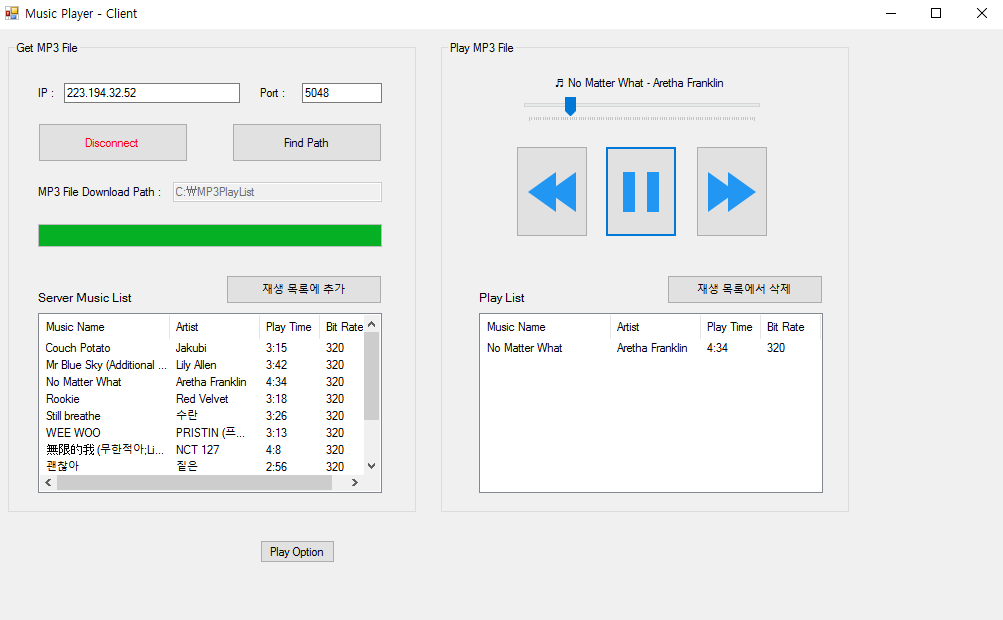 Music Player - Client
Get MP3 File
IP : 223.194.32.52 Port : 5048
Disconnect Find Path
MP3 File Download Path : C:₩MP3PlayList
재생 목록에 추가
Server Music List
Music Name Artist Play Time Bit Rate
Couch Potato Jakubi 3:15 320
Mr Blue Sky (Additional ... Lily Allen 3:42 320
No Matter What Aretha Franklin 4:34 320
Rookie Red Velvet 3:18 320
Still breathe 수란 3:26 320
WEE WOO PRISTIN (프... 3:13 320
無限的我 (무한적아;Li... NCT 127 4:8 320
괜찮아 짙은 2:56 320
Play MP3 File
♬ No Matter What - Aretha Franklin
재생 목록에서 삭제
Play List
Music Name Artist Play Time Bit Rate
No Matter What Aretha Franklin 4:34 320
Play Option